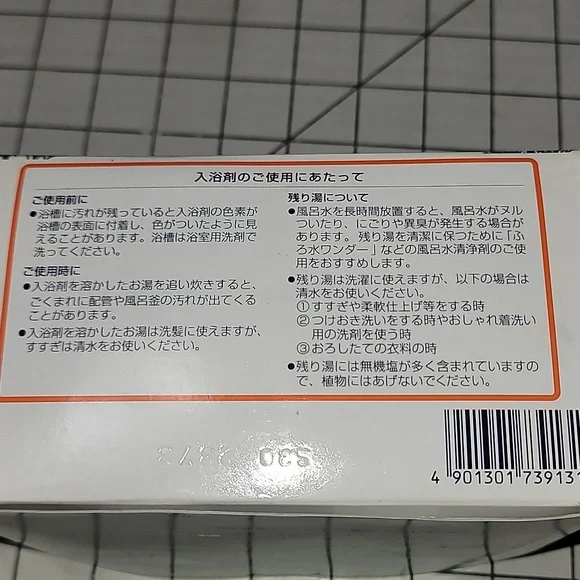 入浴剤のご使用にあたって
ご使用前に
●浴槽に汚れが残っていると入浴剤の色素が
浴槽の表面に付着し、色がついたように見
えることがあります。浴槽は浴室用洗剤で
洗ってください。
ご使用時に
●入浴剤を溶かしたお湯を追い炊きすると、
ごくまれに配管や風呂釜の汚れが出てくる
ことがあります。
●入浴剤を溶かしたお湯は洗髪に使えますが、
すすぎは清水をお使いください。
残り湯について
●風呂水を長時間放置すると、風呂水がヌル
ついたり、にごりや異臭が発生する場合が
あります。残り湯を清潔に保つために「ふ
ろ水ワンダー」などの風呂水清浄剤のご使
用をおすすめします。
●残り湯は洗濯に使えますが、以下の場合は
清水をお使いください。
①すすぎや柔軟仕上げ等をする時
②つけおき洗いをする時やおしゃれ着洗い
用の洗剤を使う時
③おろしたての衣料の時
●残り湯には無機塩が多く含まれていますの
で、植物にはあげないでください。
4 901301 739131